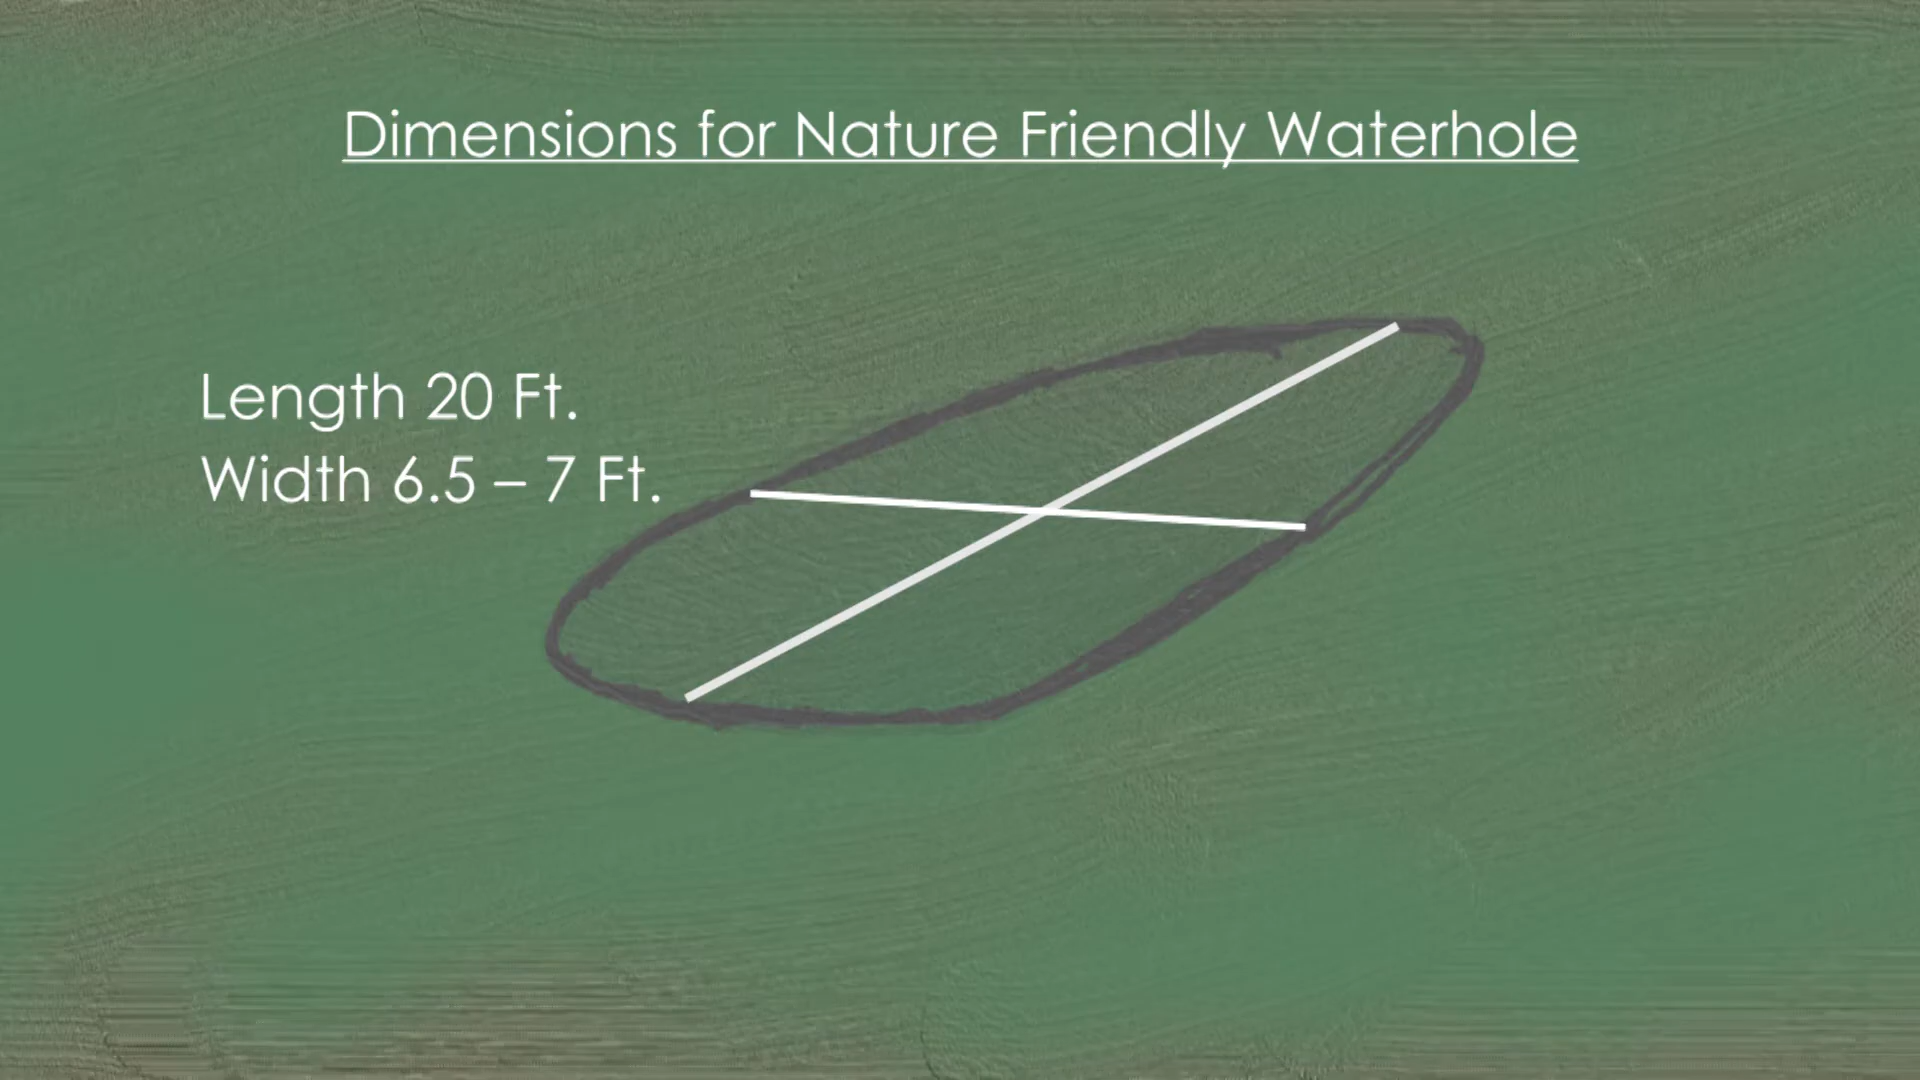 Dimensions for Nature Friendly Waterhole
Length 20 Ft.
Width 6.5 – 7 Ft.